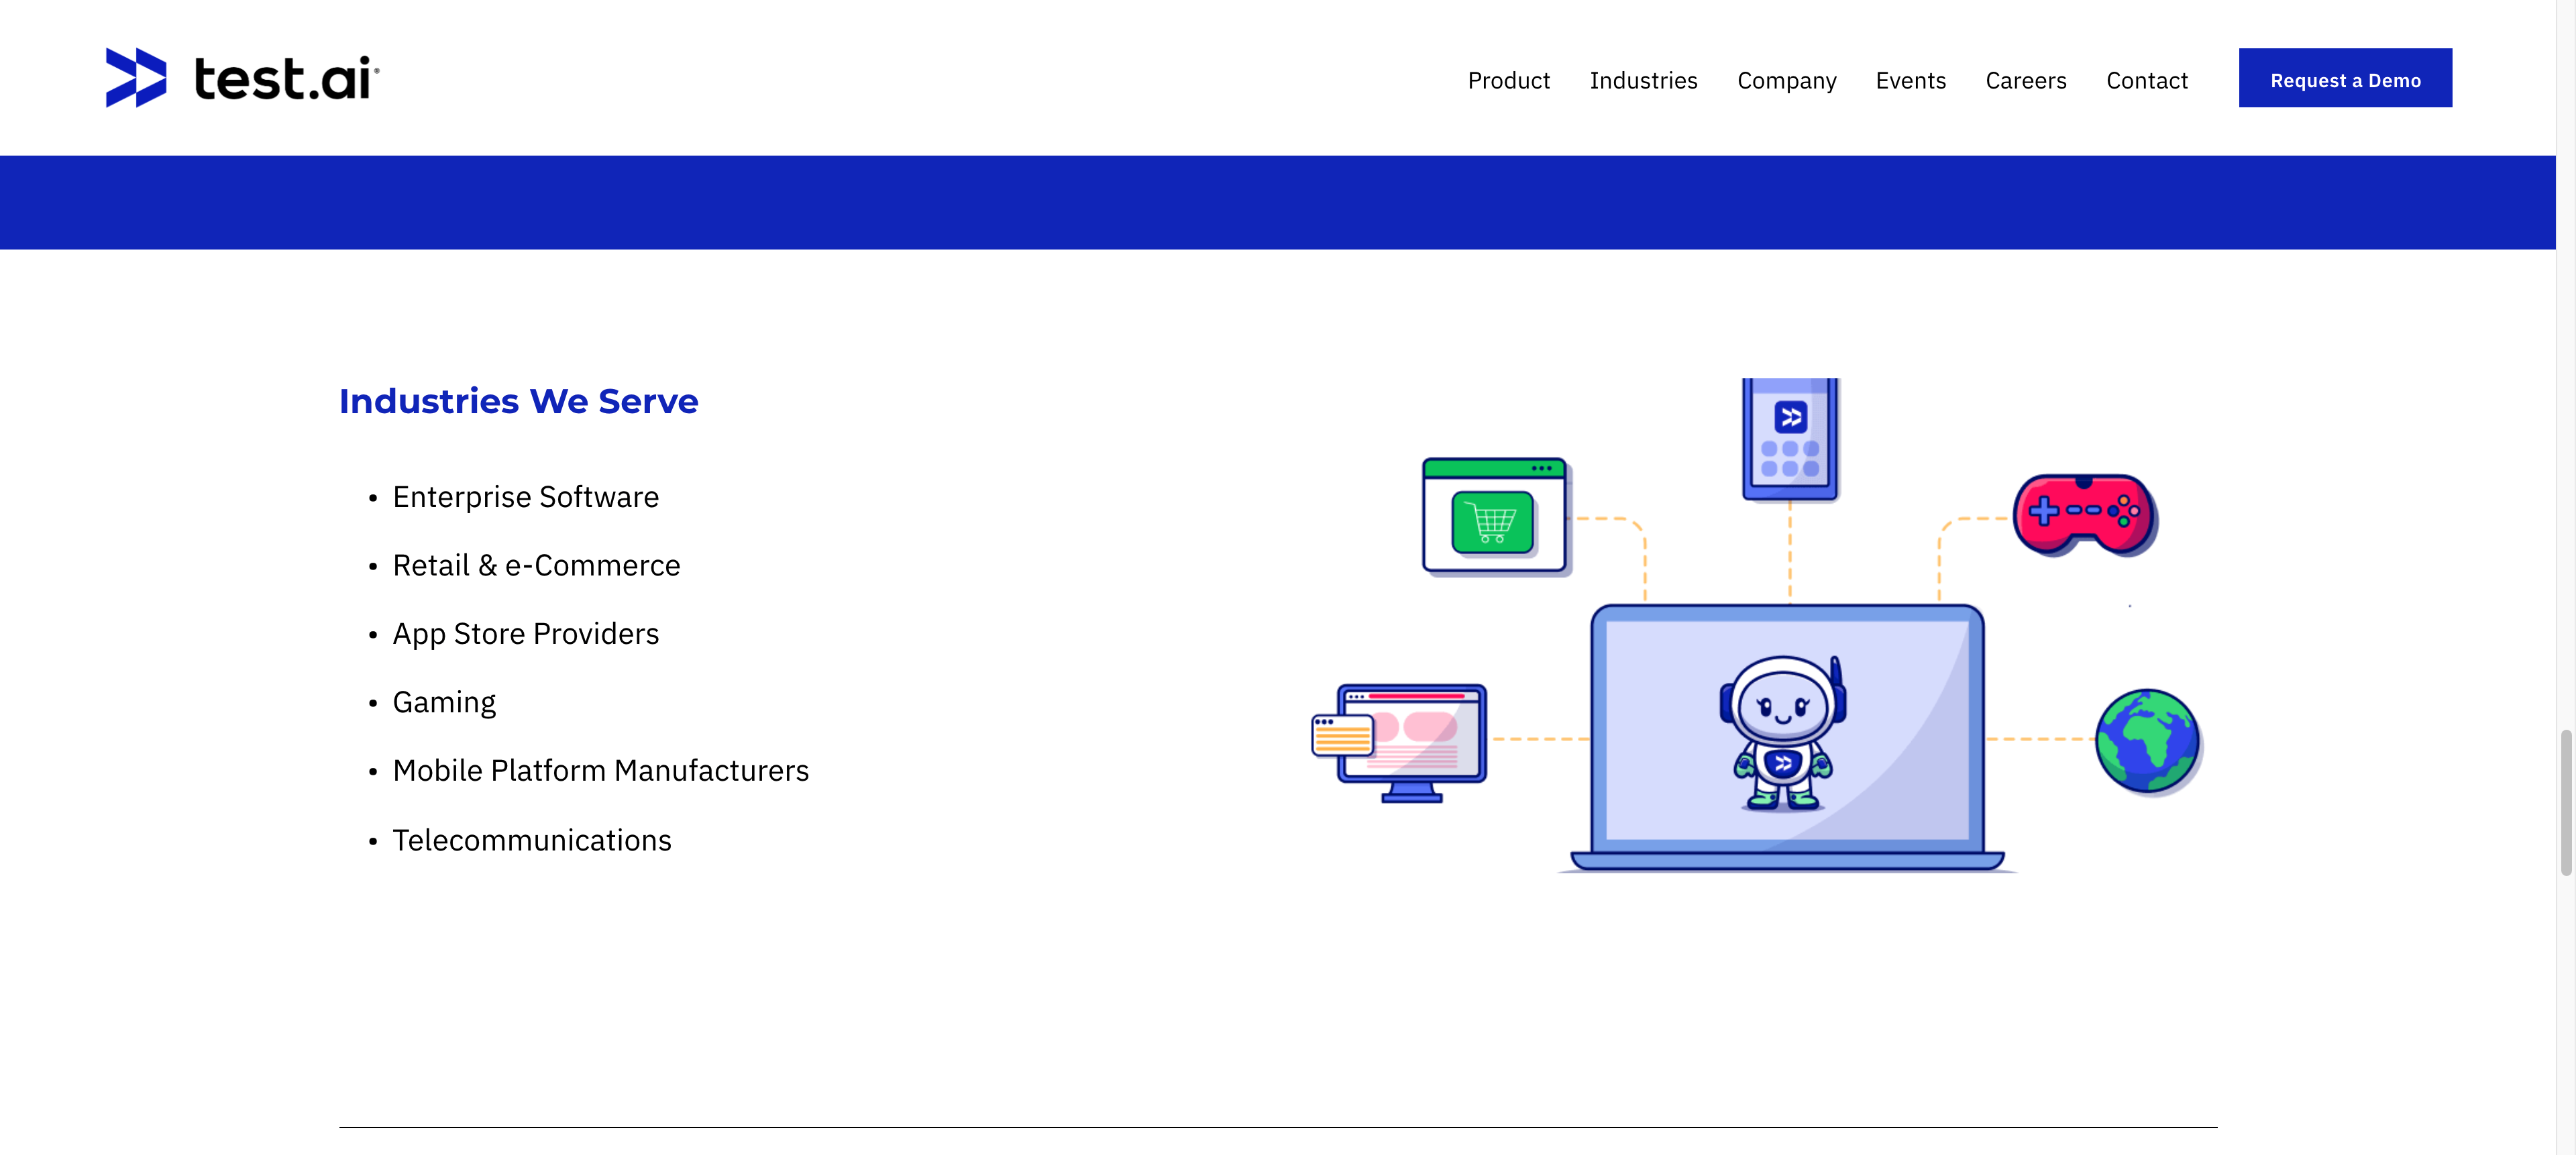 test.ai®
Product Industries Company Events Careers Contact Request a Demo
Industries We Serve
• Enterprise Software
• Retail & e-Commerce
• App Store Providers
• Gaming
• Mobile Platform Manufacturers
• Telecommunications